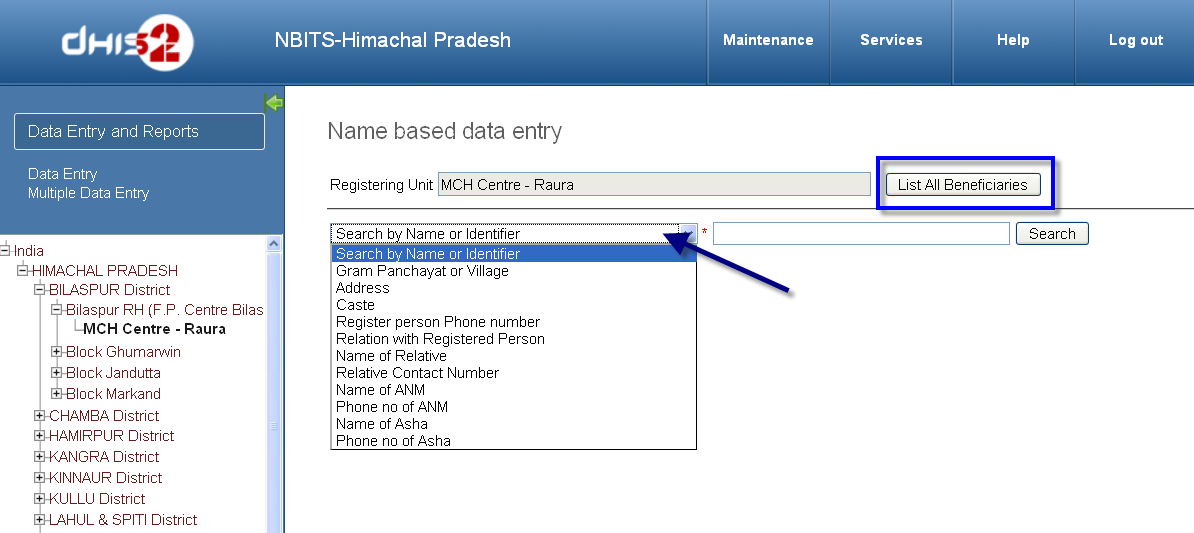 dHIS2
NBITS-Himachal Pradesh
Maintenance
Services
Help
Log out
Data Entry and Reports
Data Entry
Multiple Data Entry
India
HIMACHAL PRADESH
BILASPUR District
Bilaspur RH (F.P. Centre Bilas
MCH Centre - Raura
Block Ghumarwin
Block Jandutta
Block Markand
CHAMBA District
HAMIRPUR District
KANGRA District
KINNAUR District
KULLU District
LAHUL & SPITI District
Name based data entry
Registering Unit MCH Centre - Raura List All Beneficiaries
Search by Name or Identifier * Search
Search by Name or Identifier
Gram Panchayat or Village
Address
Caste
Register person Phone number
Relation with Registered Person
Name of Relative
Relative Contact Number
Name of ANM
Phone no of ANM
Name of Asha
Phone no of Asha